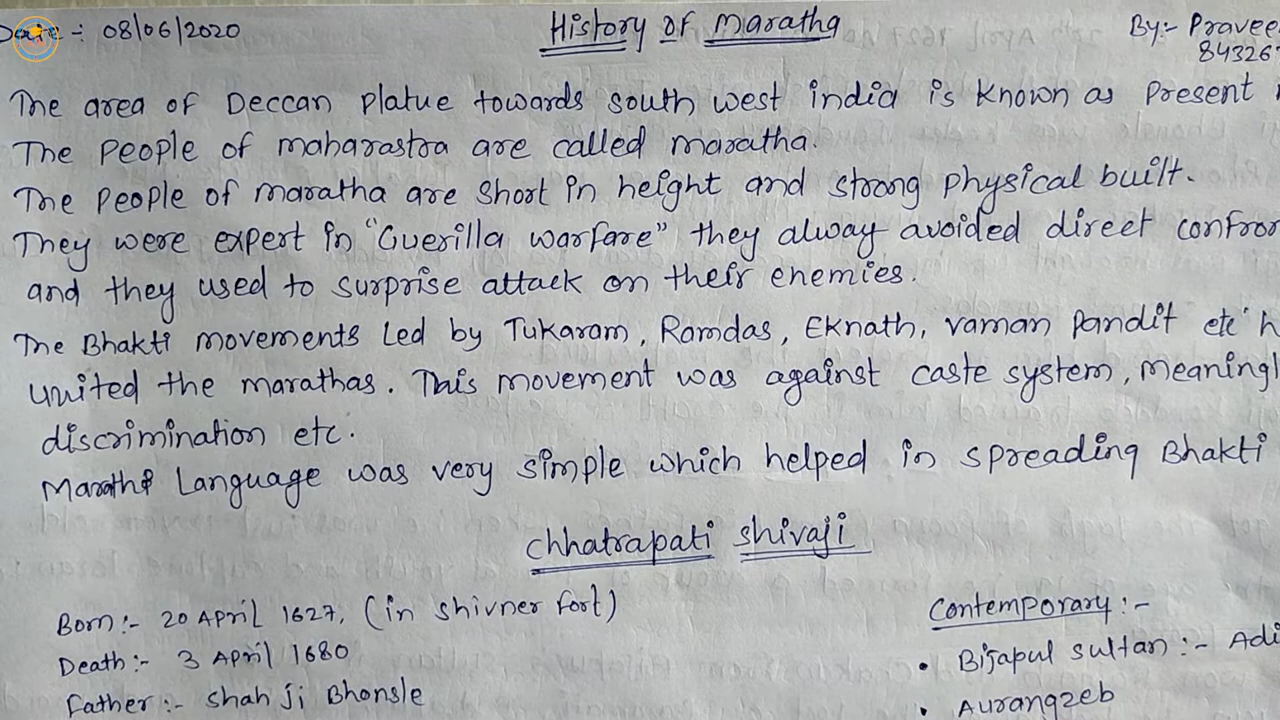 Date :- 08/06/2020
History of Maratha
By:- Pravee
84326
The area of Deccan Platue towards south west india is known as Present
The People of maharastra are called maratha.
The People of maratha are short in height and strong physical built.
They were expert in "Guerilla warfare" they alway avoided direct confron
and they used to surprise attack on their enemies.
The Bhakti movements Led by Tukaram, Ramdas, Eknath, vaman Pandit etc h
united the marathas. This movement was against caste system, meaningl
discrimination etc.
Marathi Language was very simple which helped in spreading Bhakti
Chhatrapati Shivaji
Born:- 20 April 1627, (in Shivner fort)
Death:- 3 April 1680
Father:- Shah Ji Bhonsle
Contemporary:-
• Bijapul sultan:- Adi
• Aurangzeb